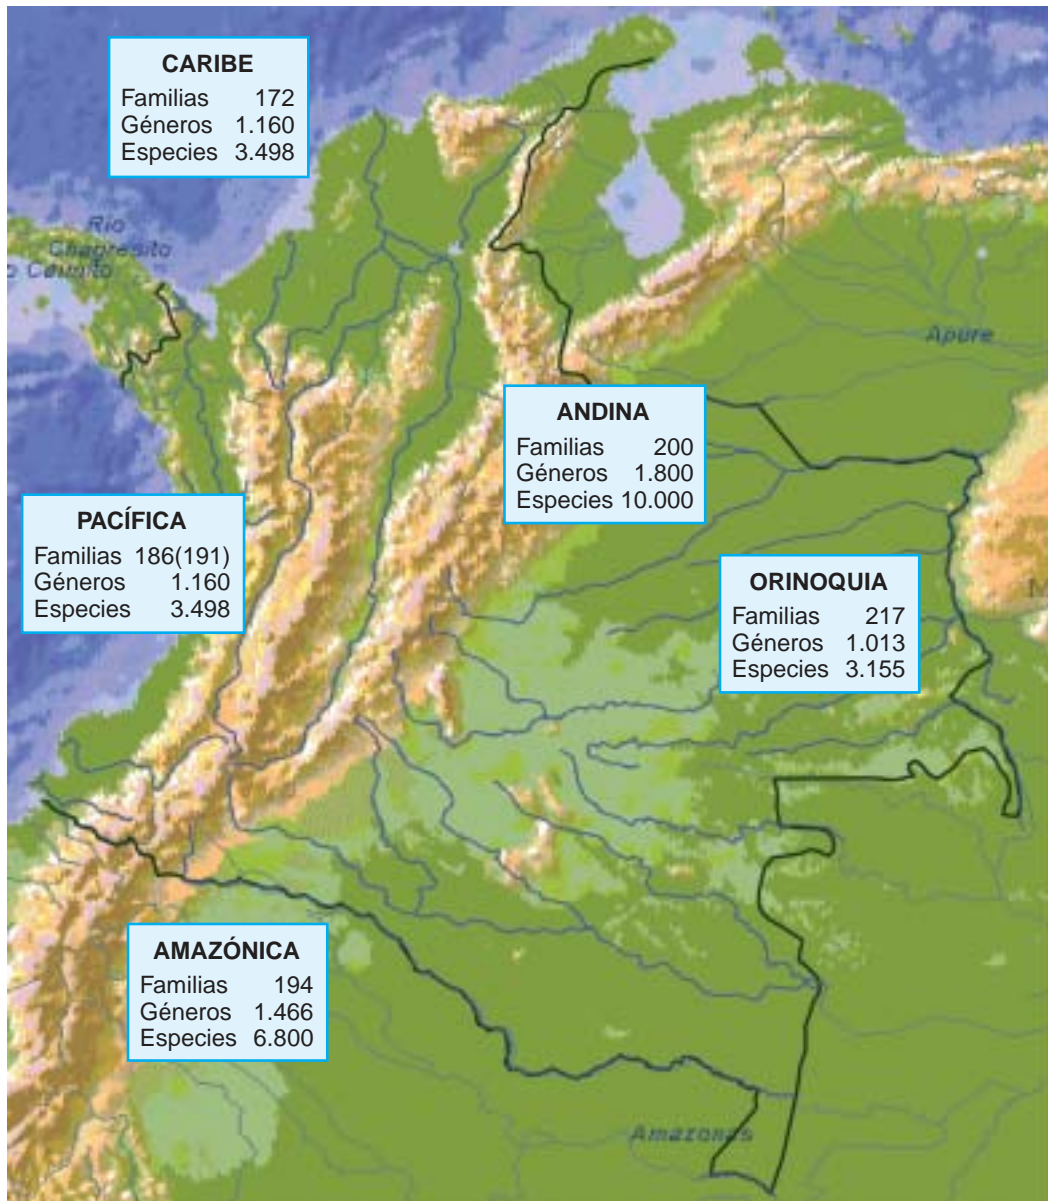 CARIBE
Familias 172
Géneros 1.160
Especies 3.498
Río
Chagresito
o Caimito
Apure
ANDINA
Familias 200
Géneros 1.800
Especies 10.000
PACÍFICA
Familias 186(191)
Géneros 1.160
Especies 3.498
ORINOQUIA
Familias 217
Géneros 1.013
Especies 3.155
M
AMAZÓNICA
Familias 194
Géneros 1.466
Especies 6.800
Amazonas